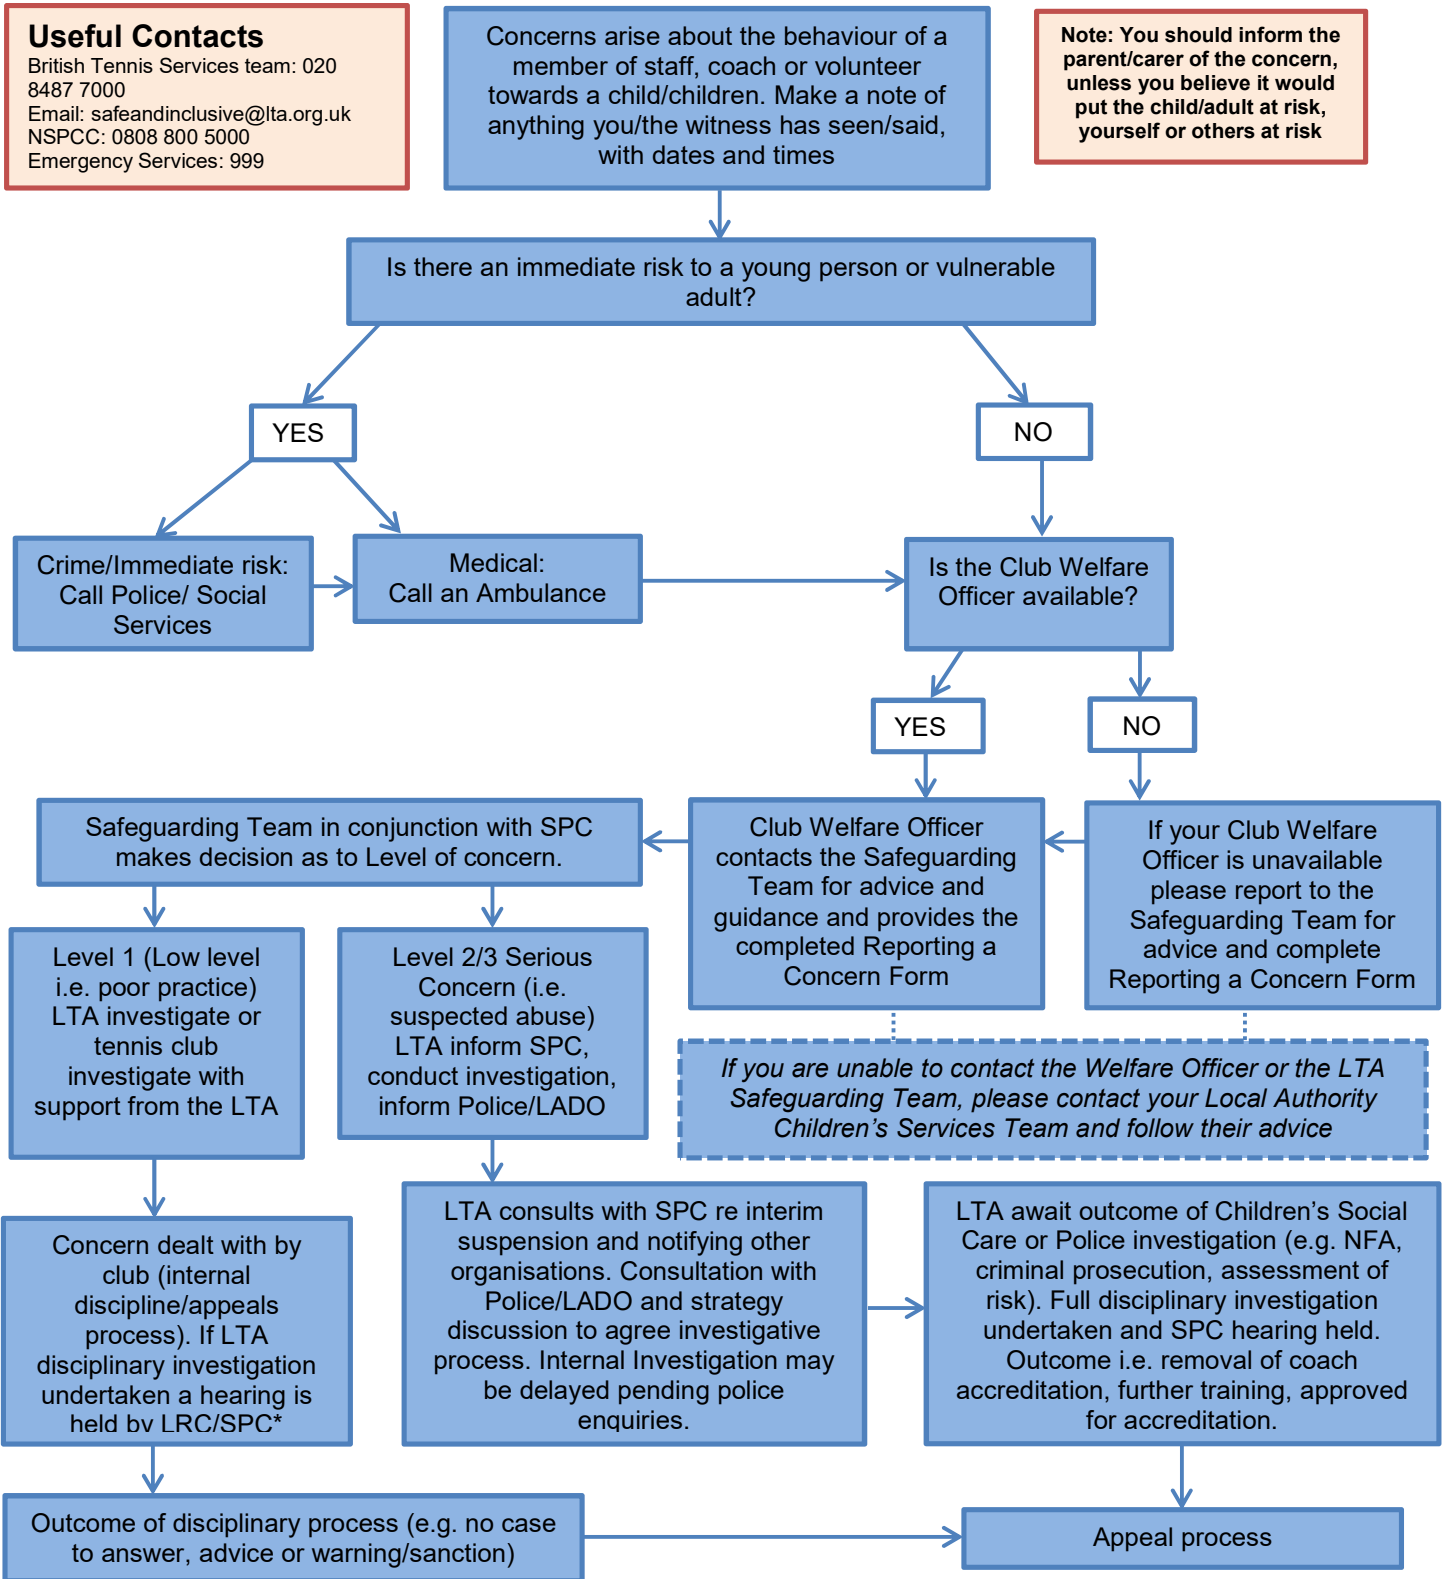 Useful Contacts
British Tennis Services team: 020
8487 7000
Email: safeandinclusive@lta.org.uk
NSPCC: 0808 800 5000
Emergency Services: 999
Concerns arise about the behaviour of a
member of staff, coach or volunteer
towards a child/children. Make a note of
anything you/the witness has seen/said,
with dates and times
Note: You should inform the
parent/carer of the concern,
unless you believe it would
put the child/adult at risk,
yourself or others at risk
Is there an immediate risk to a young person or vulnerable
adult?
YES
NO
Crime/Immediate risk:
Call Police/ Social
Services
Medical:
Call an Ambulance
Is the Club Welfare
Officer available?
YES
NO
Safeguarding Team in conjunction with SPC
makes decision as to Level of concern.
Club Welfare Officer
contacts the Safeguarding
Team for advice and
guidance and provides the
completed Reporting a
Concern Form
If your Club Welfare
Officer is unavailable
please report to the
Safeguarding Team for
advice and complete
Reporting a Concern Form
Level 1 (Low level
i.e. poor practice)
LTA investigate or
tennis club
investigate with
support from the LTA
Level 2/3 Serious
Concern (i.e.
suspected abuse)
LTA inform SPC,
conduct investigation,
inform Police/LADO
If you are unable to contact the Welfare Officer or the LTA
Safeguarding Team, please contact your Local Authority
Children's Services Team and follow their advice
Concern dealt with by
club (internal
discipline/appeals
process). If LTA
disciplinary investigation
undertaken a hearing is
held by LRC/SPC*
LTA consults with SPC re interim
suspension and notifying other
organisations. Consultation with
Police/LADO and strategy
discussion to agree investigative
process. Internal Investigation may
be delayed pending police
enquiries.
LTA await outcome of Children's Social
Care or Police investigation (e.g. NFA,
criminal prosecution, assessment of
risk). Full disciplinary investigation
undertaken and SPC hearing held.
Outcome i.e. removal of coach
accreditation, further training, approved
for accreditation.
Outcome of disciplinary process (e.g. no case
to answer, advice or warning/sanction)
Appeal process